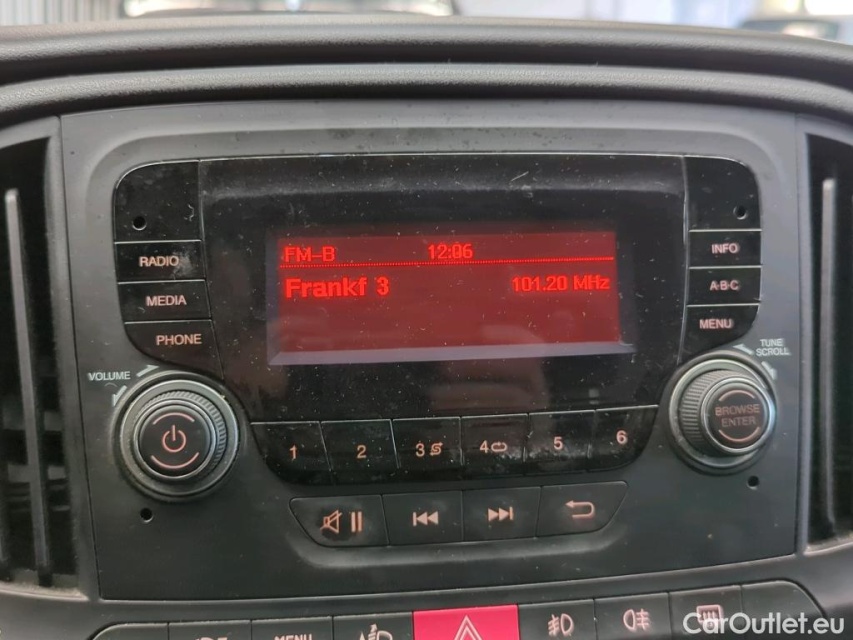 FM-B 12:06
Frankf 3 101.20 MHz
RADIO
MEDIA
PHONE
INFO
A·B·C
MENU
VOLUME
TUNE
SCROLL
BROWSE
ENTER
1 2 3 4 5 6
MENU
CarOutlet.eu